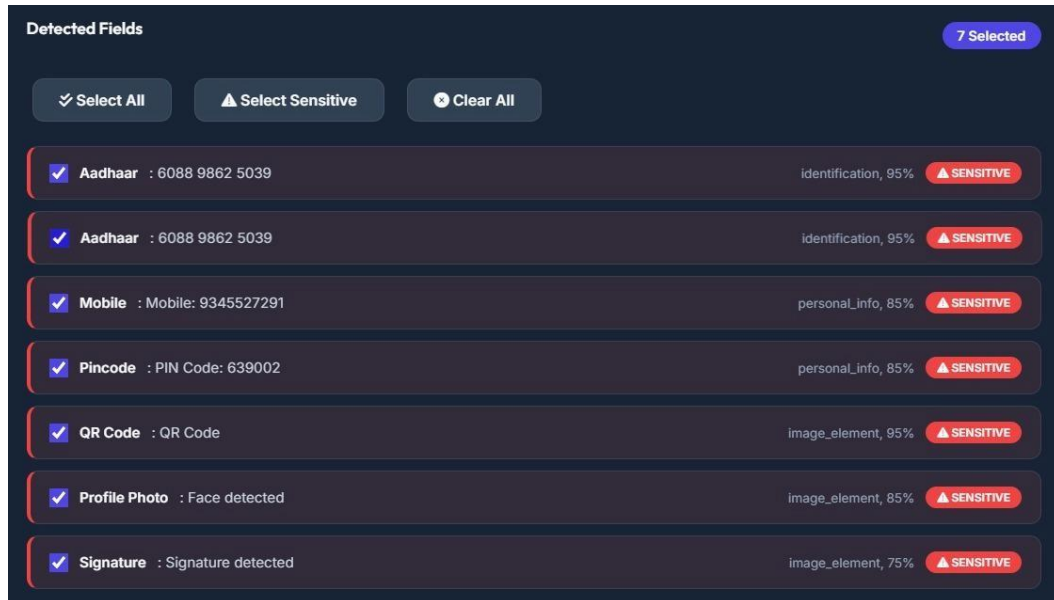 Detected Fields
7 Selected
Select All Select Sensitive Clear All
Aadhaar : 6088 9862 5039 identification, 95% SENSITIVE
Aadhaar : 6088 9862 5039 identification, 95% SENSITIVE
Mobile : Mobile: 9345527291 personal_info, 85% SENSITIVE
Pincode : PIN Code: 639002 personal_info, 85% SENSITIVE
QR Code : QR Code image_element, 95% SENSITIVE
Profile Photo : Face detected image_element, 85% SENSITIVE
Signature : Signature detected image_element, 75% SENSITIVE